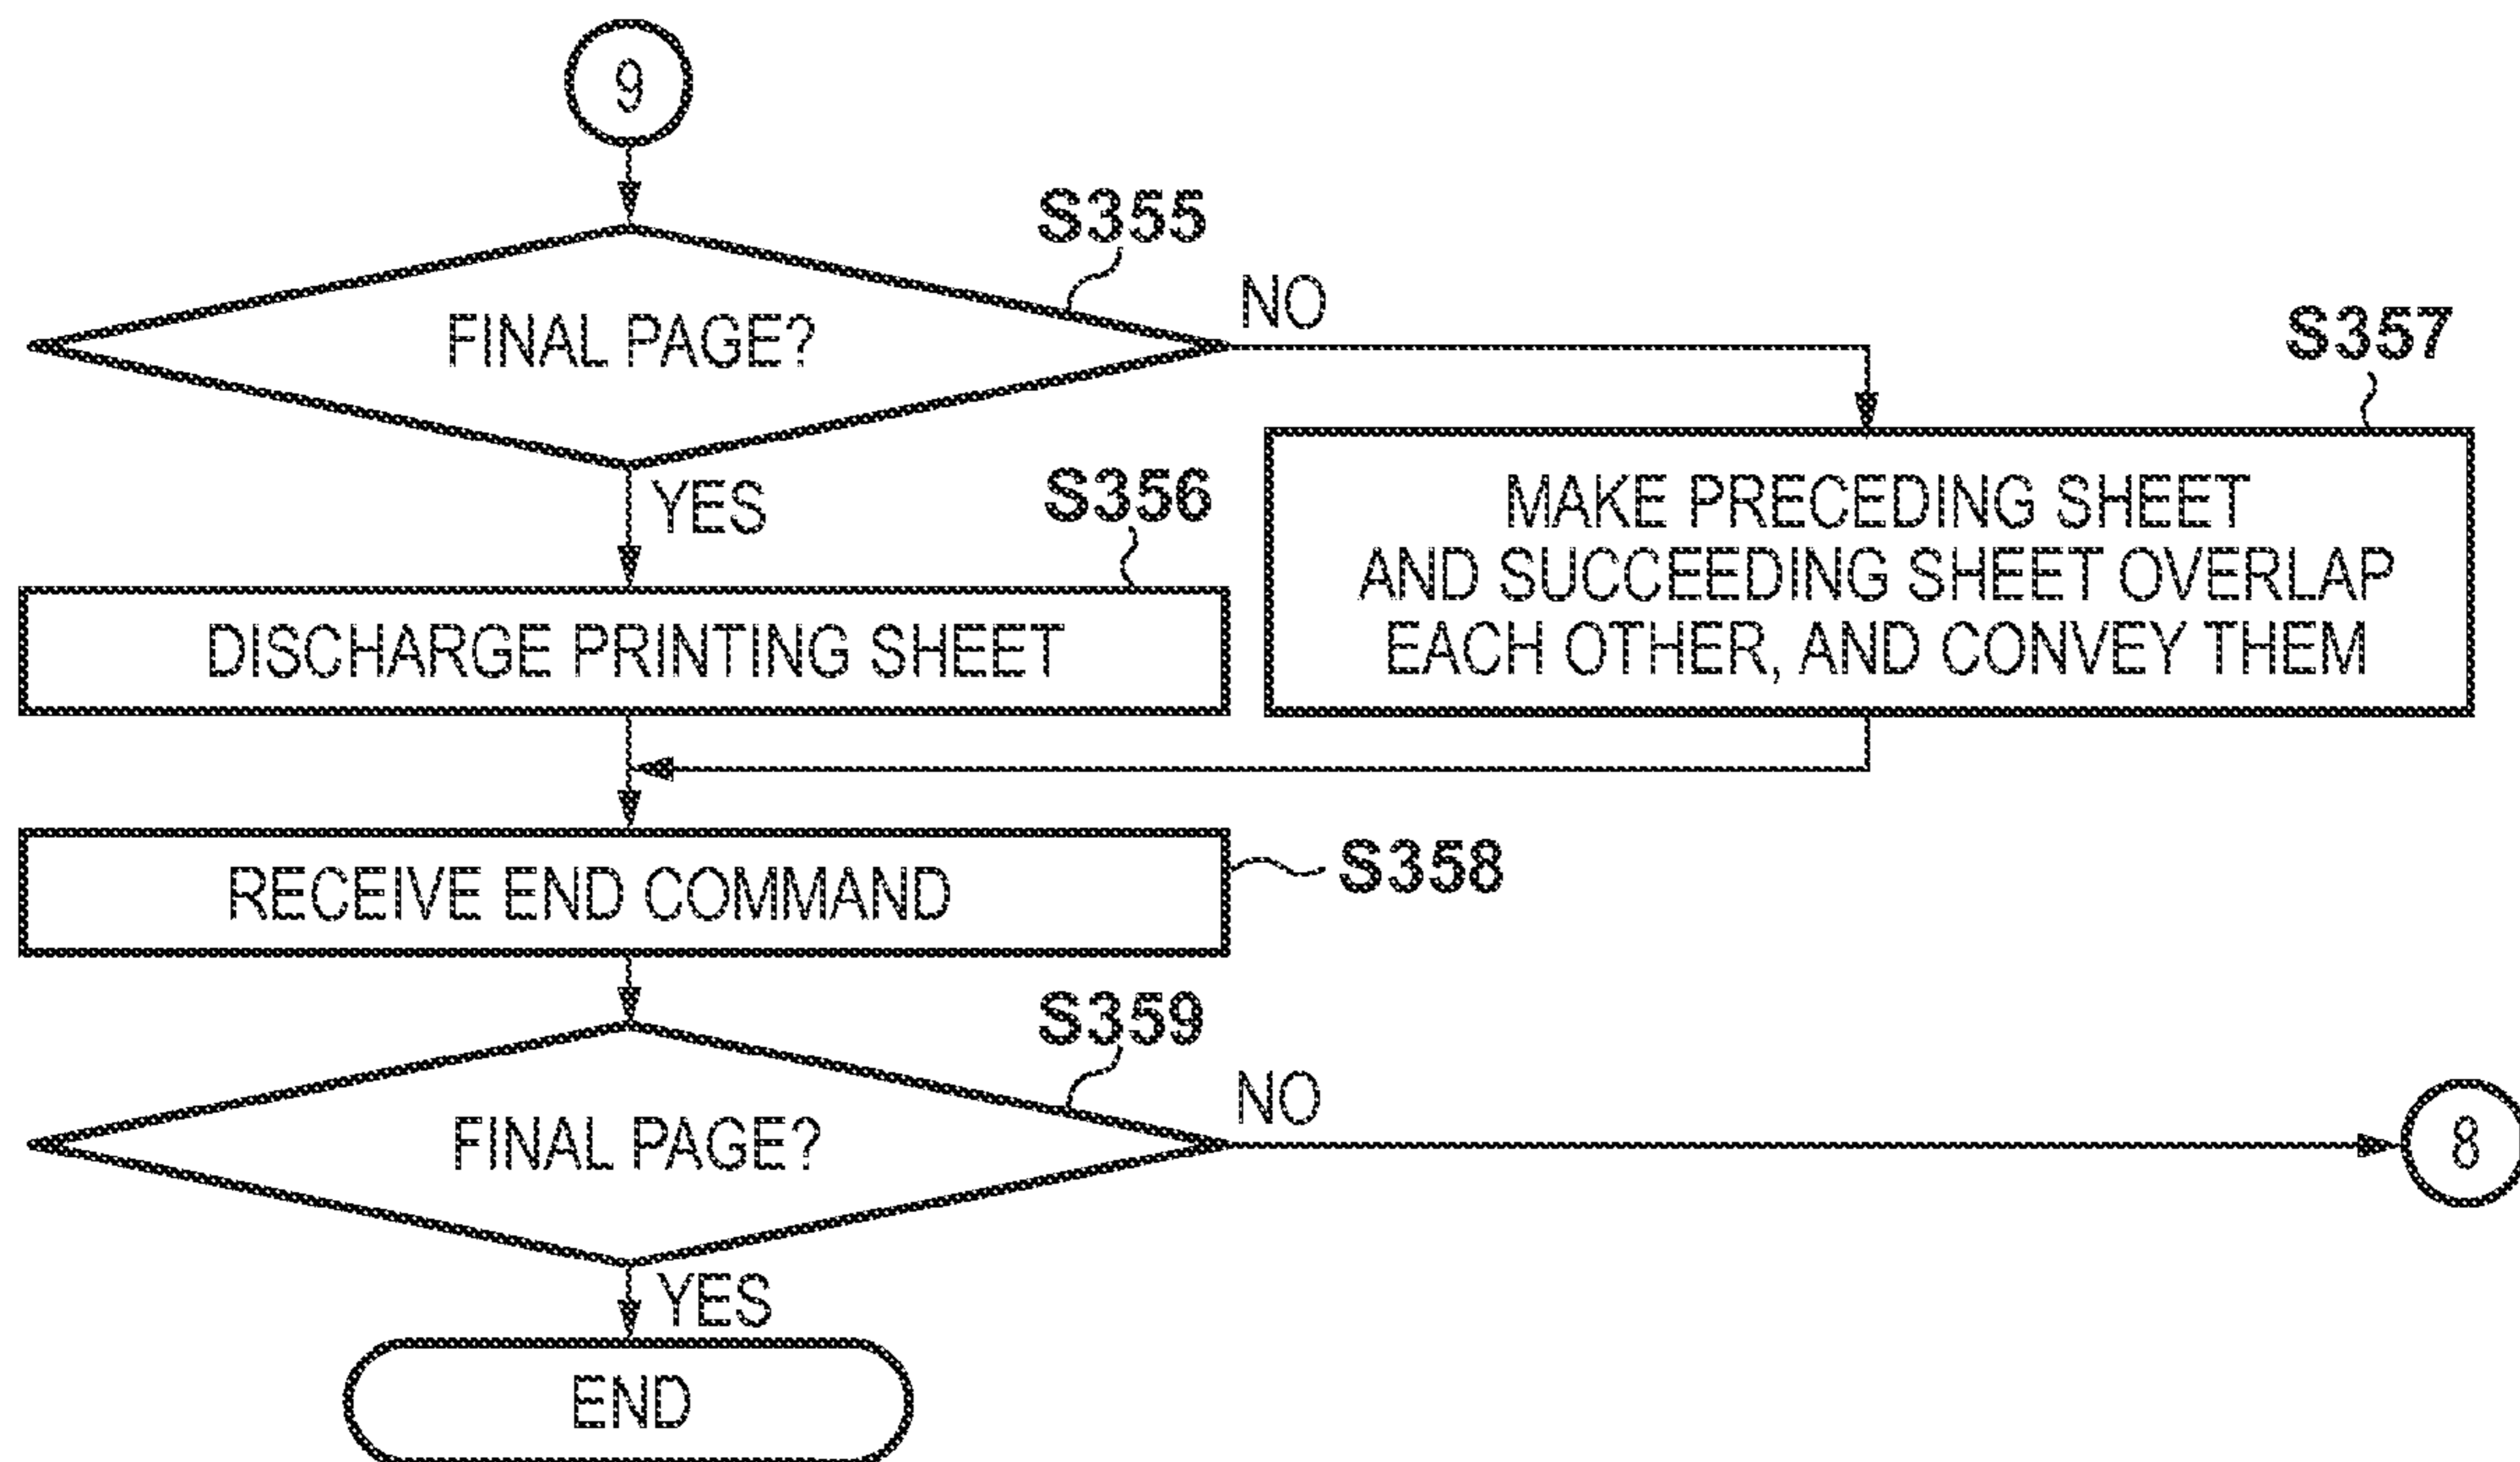 9
S355
FINAL PAGE?
NO
S357
YES
S356
MAKE PRECEDING SHEET
AND SUCCEEDING SHEET OVERLAP
EACH OTHER, AND CONVEY THEM
DISCHARGE PRINTING SHEET
RECEIVE END COMMAND
S358
S359
FINAL PAGE?
NO
8
YES
END